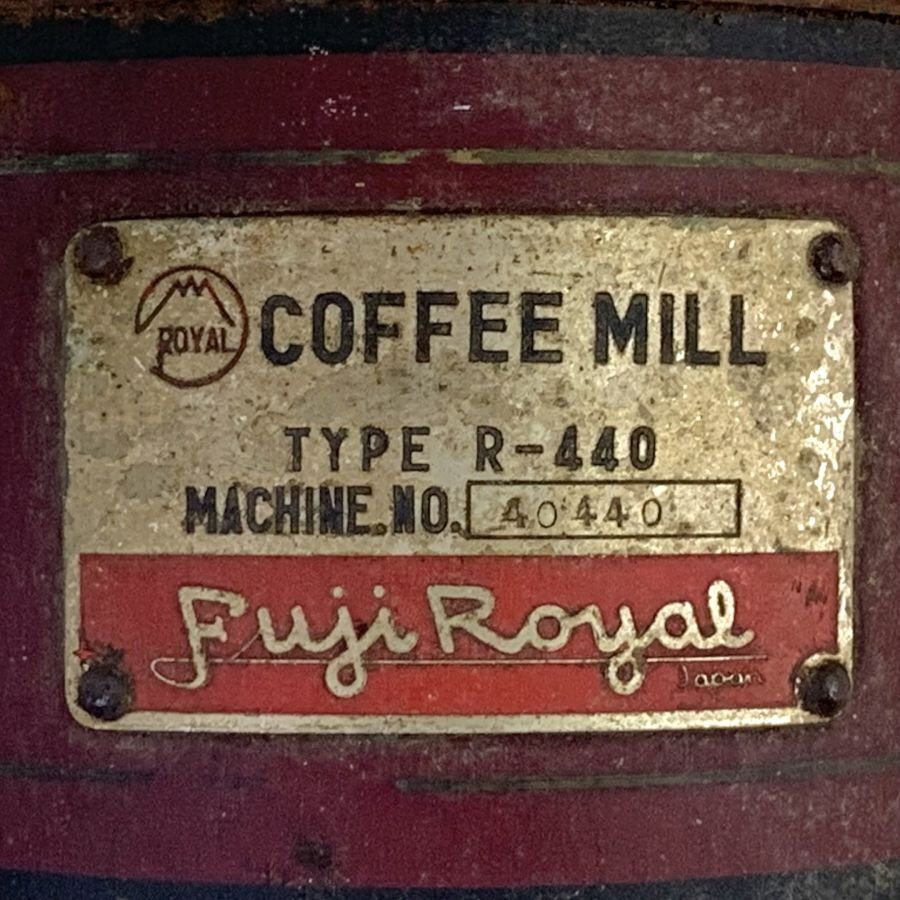 ROYAL COFFEE MILL
TYPE R-440
MACHINE.NO. 40440
Fuji Royal
Japan